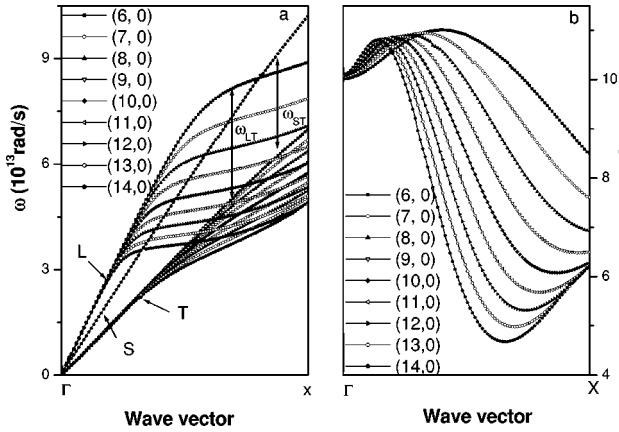 a
(6, 0)
(7, 0)
(8, 0)
(9, 0)
(10,0)
(11,0)
(12,0)
(13,0)
(14,0)
9
6
3
0
ω (10¹³rad/s)
ω_LT
ω_ST
L
S
T
Γ
x
Wave vector
b
(6, 0)
(7, 0)
(8, 0)
(9, 0)
(10,0)
(11,0)
(12,0)
(13,0)
(14,0)
10
8
6
4
Γ
X
Wave vector